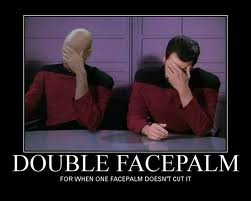 DOUBLE FACEPALM
FOR WHEN ONE FACEPALM DOESN'T CUT IT